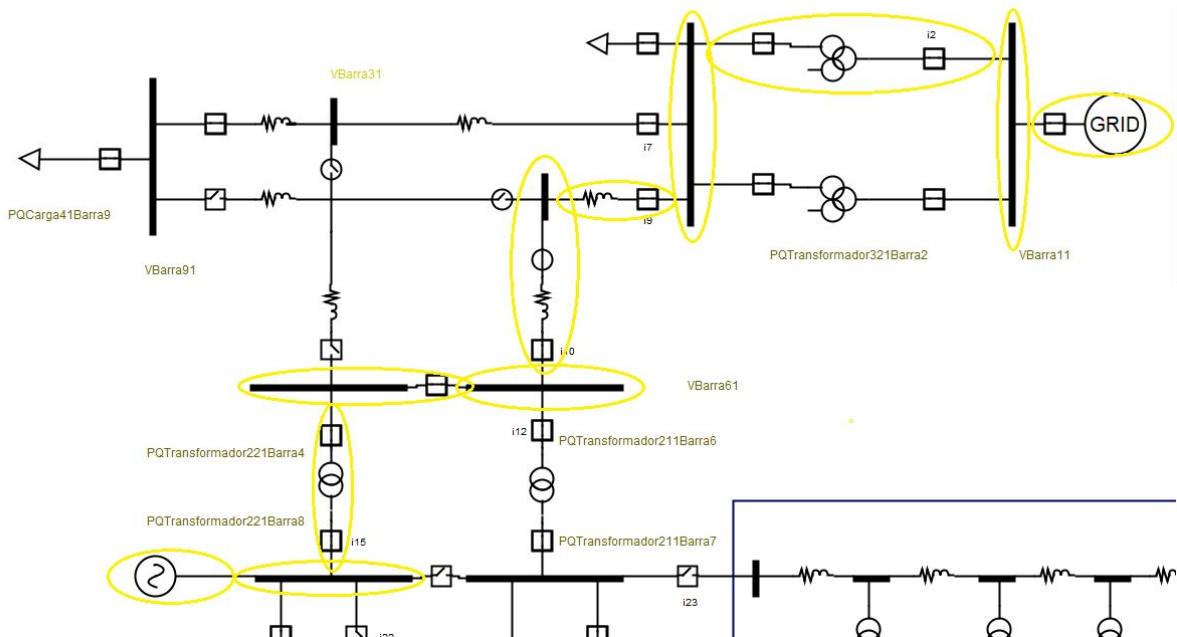 i2
VBarra31
GRID
i7
PQCarga41Barra9
i9
VBarra91
PQTransformador321Barra2
VBarra11
i10
VBarra61
i12
PQTransformador211Barra6
PQTransformador221Barra4
PQTransformador221Barra8
i15
PQTransformador211Barra7
i23